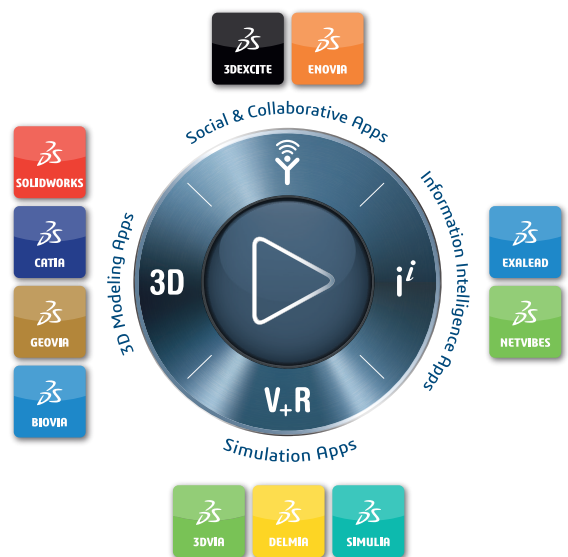 3DEXCITE
ENOVIA
Social & Collaborative Apps
SOLIDWORKS
CATIA
GEOVIA
BIOVIA
3D Modeling Apps
3D
i i
Information Intelligence Apps
EXALEAD
NETVIBES
V+R
Simulation Apps
3DVIA
DELMIA
SIMULIA